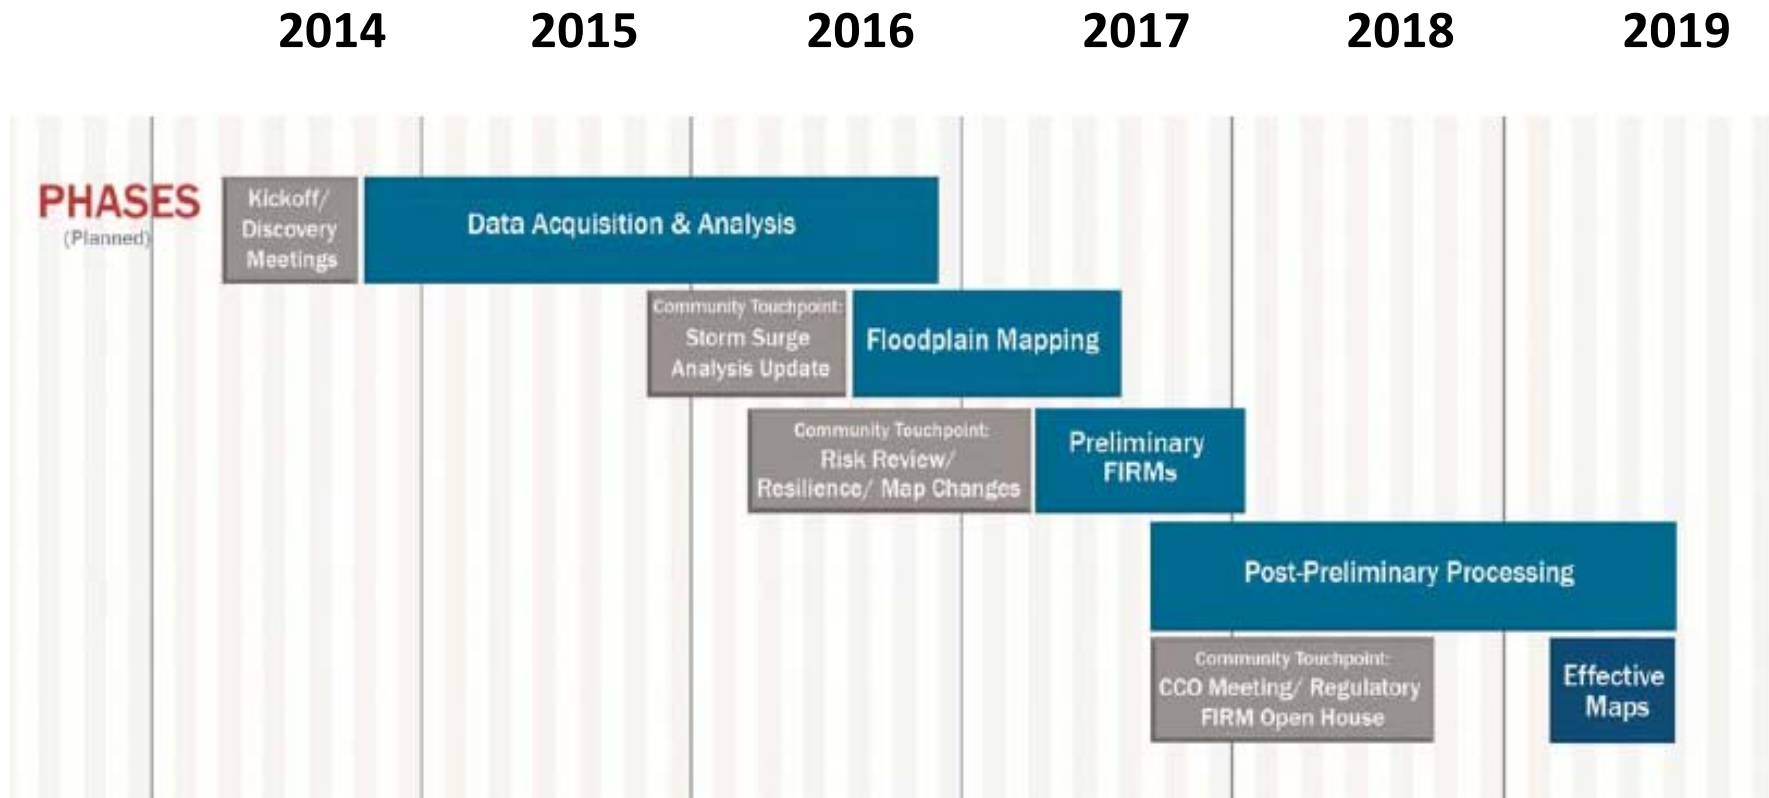 2014 2015 2016 2017 2018 2019
PHASES
(Planned)
Kickoff/
Discovery
Meetings
Data Acquisition & Analysis
Community Touchpoint:
Storm Surge
Analysis Update
Floodplain Mapping
Community Touchpoint:
Risk Review/
Resilience/ Map Changes
Preliminary
FIRMs
Post-Preliminary Processing
Community Touchpoint:
CCO Meeting/ Regulatory
FIRM Open House
Effective
Maps